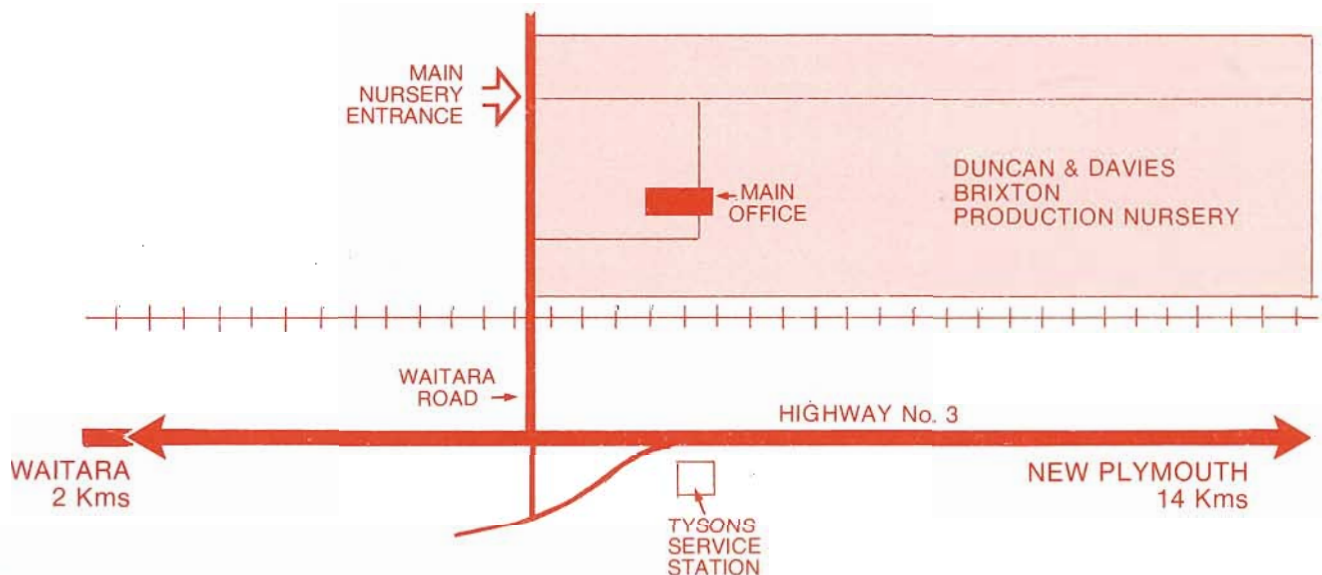 MAIN
NURSERY
ENTRANCE
DUNCAN & DAVIES
BRIXTON
PRODUCTION NURSERY
MAIN
OFFICE
WAITARA
ROAD
HIGHWAY No. 3
WAITARA
2 Kms
NEW PLYMOUTH
14 Kms
TYSONS
SERVICE
STATION